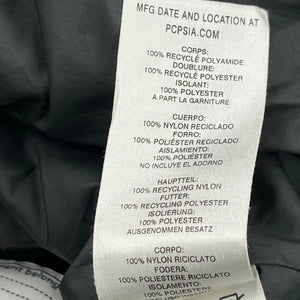 MFG DATE AND LOCATION AT
PCPSIA.COM
CORPS:
100% RECYCLÉ POLYAMIDE
DOUBLURE:
100% RECYCLÉ POLYESTER
ISOLANT:
100% POLYESTER
A PART LA GARNITURE
CUERPO:
100% NYLON RECICLADO
FORRO:
100% POLIÉSTER RECICLADO
AISLAMIENTO:
100% POLIÉSTER
NO INCLUYE EL ADORNO
HAUPTTEIL:
100% RECYCLING NYLON
FUTTER:
100% RECYCLING POLYESTER
ISOLIERUNG:
100% POLYESTER
AUSGENOMMEN BESATZ
CORPO:
100% NYLON RICICLATO
FODERA:
100% POLIESTERE RICICLATO
ISOLAMENTO:
100% POLIESTERE